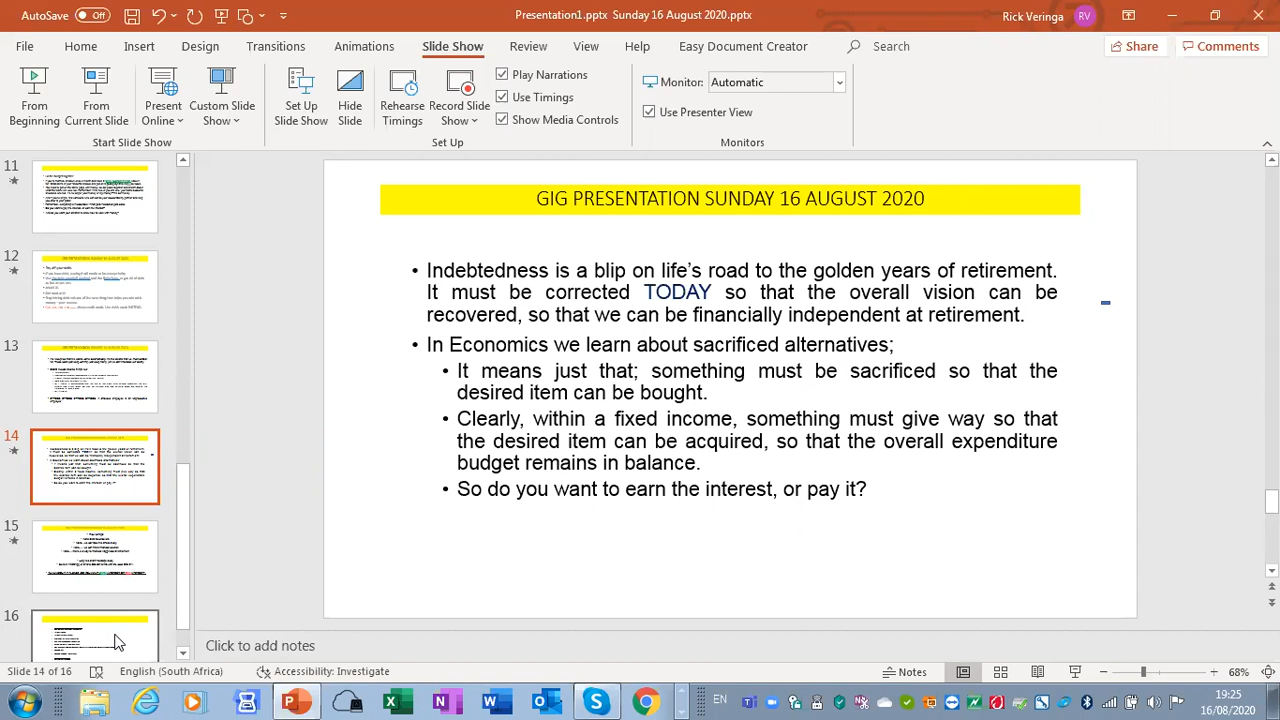 AutoSave Off
Presentation1.pptx Sunday 16 August 2020.pptx
Rick Veringa RV
File Home Insert Design Transitions Animations Slide Show Review View Help Easy Document Creator Search
Share Comments
From Beginning
From Current Slide
Present Online
Custom Slide Show
Set Up Slide Show
Hide Slide
Rehearse Timings
Record Slide Show
Play Narrations
Use Timings
Show Media Controls
Monitor: Automatic
Use Presenter View
Start Slide Show Set Up Monitors
11
12
13
14
15
16
GIG PRESENTATION SUNDAY 16 AUGUST 2020
• Indebtedness is a blip on life's road to the golden years of retirement.
It must be corrected TODAY so that the overall vision can be
recovered, so that we can be financially independent at retirement.
• In Economics we learn about sacrificed alternatives;
• It means just that; something must be sacrificed so that the
desired item can be bought.
• Clearly, within a fixed income, something must give way so that
the desired item can be acquired, so that the overall expenditure
budget remains in balance.
• So do you want to earn the interest, or pay it?
Click to add notes
Slide 14 of 16 English (South Africa) Accessibility: Investigate Notes 68%
EN 19:25
16/08/2020